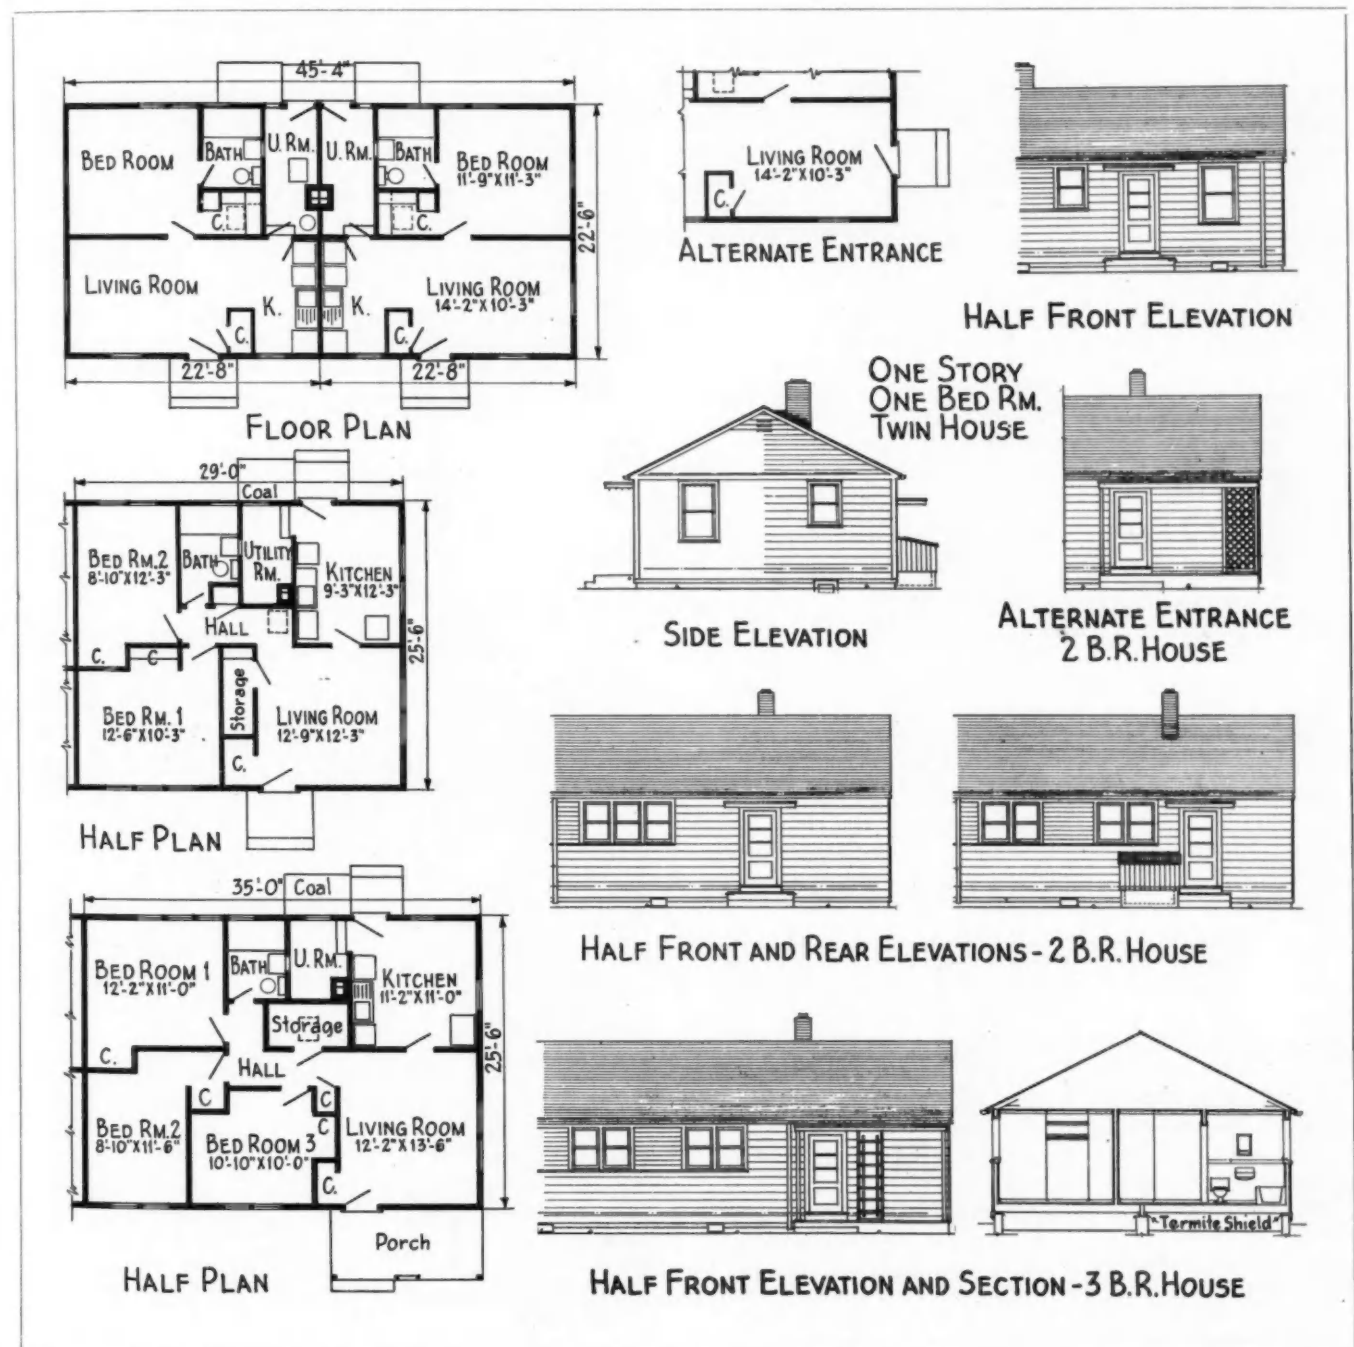 45'-4"
BED ROOM
BATH
U. RM.
U. RM.
BATH
BED ROOM
11'-9"X11'-3"
C.
C.
22'-6"
LIVING ROOM
K.
K.
LIVING ROOM
14'-2"X10'-3"
C.
C.
22'-8"
22'-8"
FLOOR PLAN
LIVING ROOM
14'-2"X10'-3"
C.
ALTERNATE ENTRANCE
HALF FRONT ELEVATION
ONE STORY
ONE BED RM.
TWIN HOUSE
SIDE ELEVATION
ALTERNATE ENTRANCE
2 B.R. HOUSE
29'-0"
Coal
BED RM.2
8'-10"X12'-3"
BATH
UTILITY
RM.
KITCHEN
9'-3"X12'-3"
HALL
C.
C
25'-6"
BED RM. 1
12'-6"X10'-3"
Storage
LIVING ROOM
12'-9"X12'-3"
C.
HALF PLAN
HALF FRONT AND REAR ELEVATIONS - 2 B.R. HOUSE
35'-0"
Coal
BED ROOM 1
12'-2"X11'-0"
BATH
U. RM.
KITCHEN
11'-2"X11'-0"
Storage
C.
HALL
25'-6"
C
C
C
BED RM.2
8'-10"X11'-6"
BED ROOM 3
10'-10"X10'-0"
LIVING ROOM
12'-2"X13'-6"
C.
Porch
HALF PLAN
"Termite Shield"
HALF FRONT ELEVATION AND SECTION - 3 B.R. HOUSE